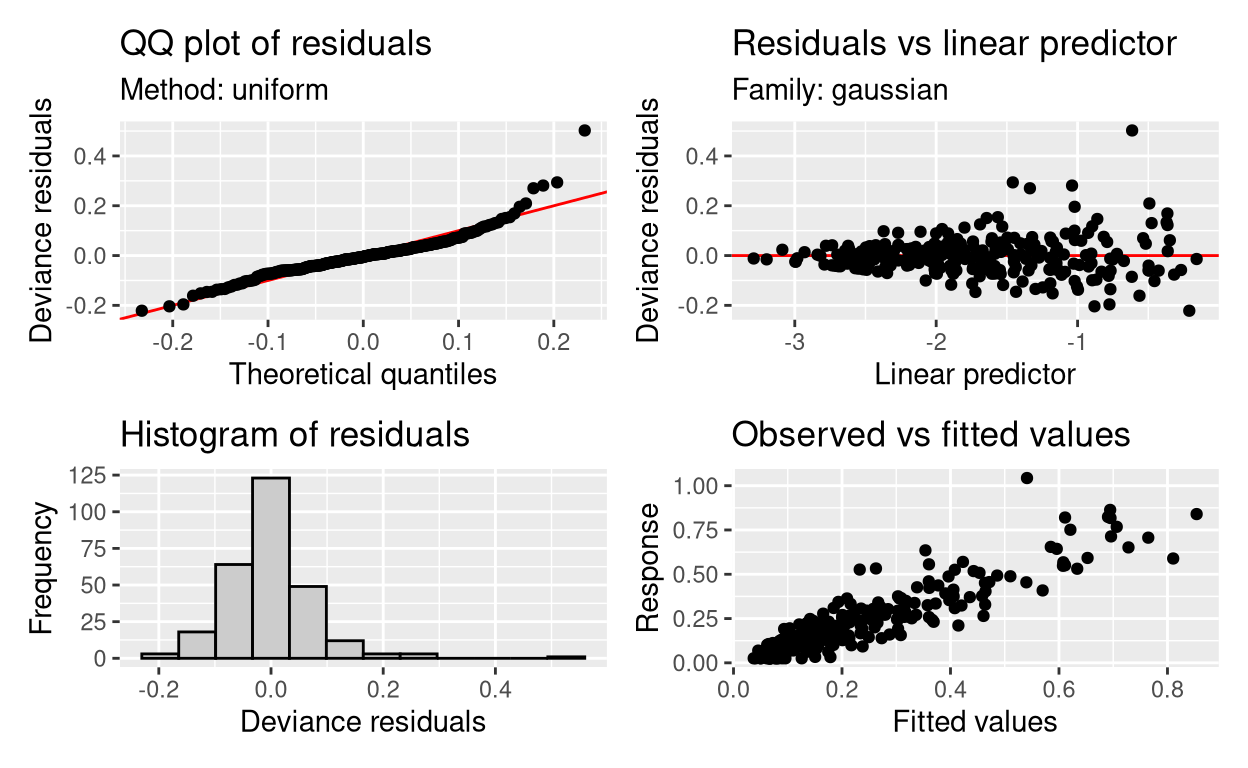 QQ plot of residuals
Method: uniform
Deviance residuals
0.4
0.2
0.0
-0.2
-0.2 -0.1 0.0 0.1 0.2
Theoretical quantiles
Residuals vs linear predictor
Family: gaussian
Deviance residuals
0.4
0.2
0.0
-0.2
-3 -2 -1
Linear predictor
Histogram of residuals
Frequency
125
100
75
50
25
0
-0.2 0.0 0.2 0.4
Deviance residuals
Observed vs fitted values
Response
1.00
0.75
0.50
0.25
0.00
0.0 0.2 0.4 0.6 0.8
Fitted values